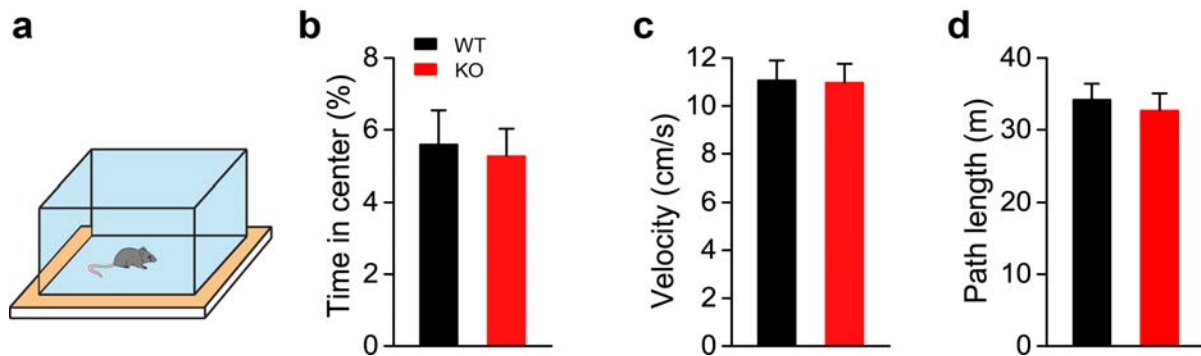 a
b
WT
KO
Time in center (%)
8
6
4
2
0
c
Velocity (cm/s)
12
10
8
6
4
2
0
d
Path length (m)
40
30
20
10
0